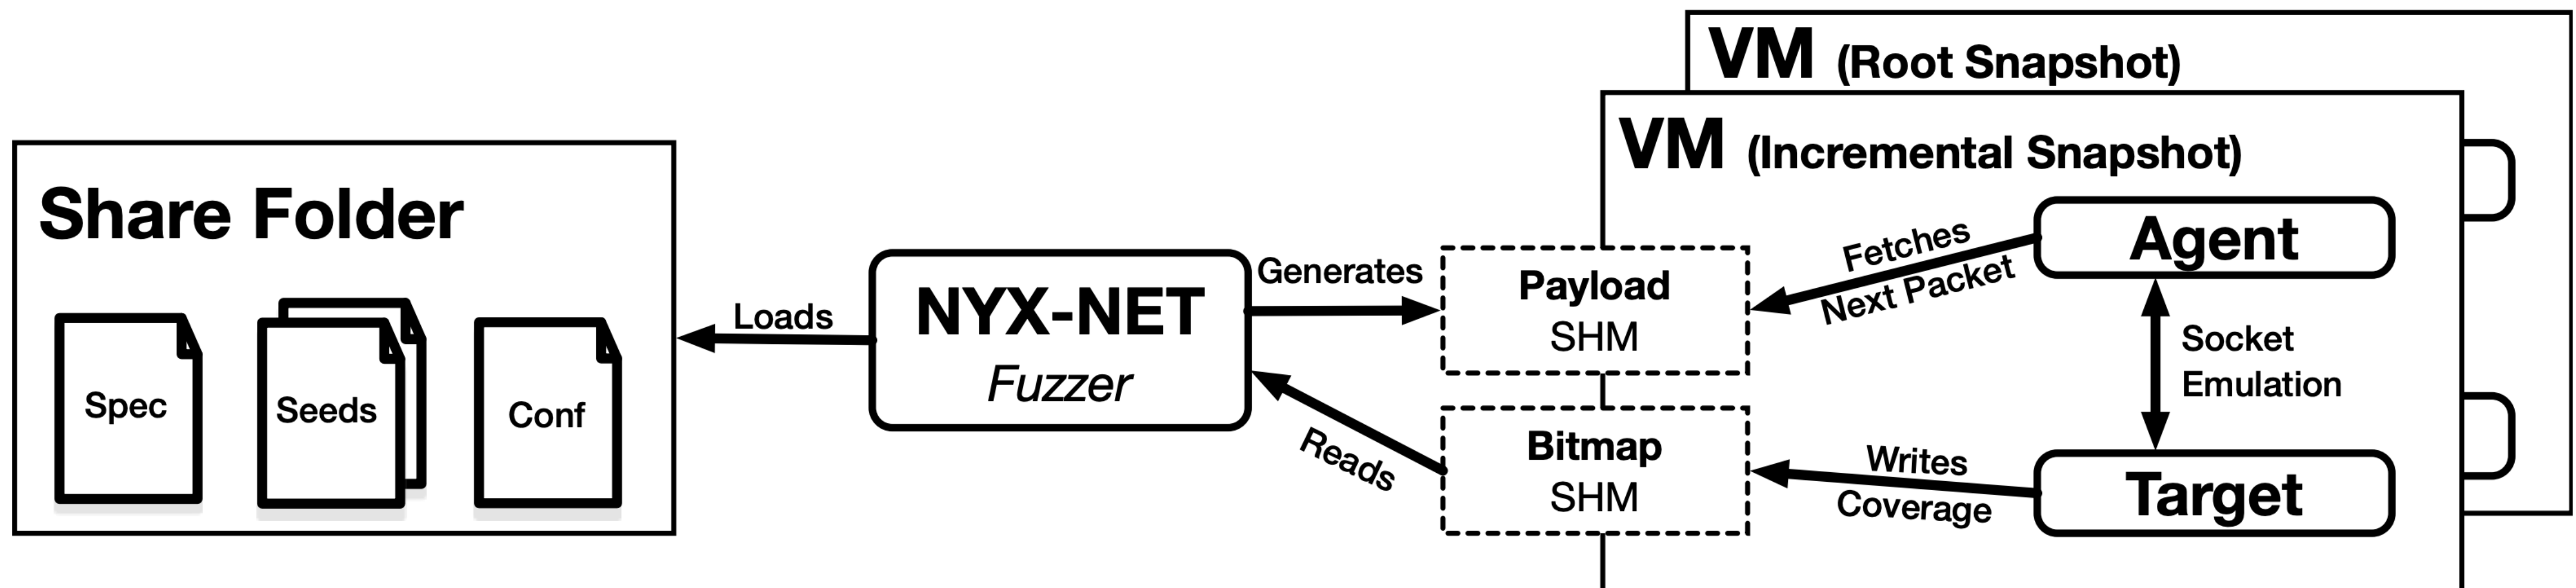 VM (Root Snapshot)
VM (Incremental Snapshot)
Share Folder
Spec
Seeds
Conf
Loads
NYX-NET
Fuzzer
Generates
Reads
Payload
SHM
Bitmap
SHM
Fetches
Next Packet
Writes
Coverage
Agent
Socket
Emulation
Target